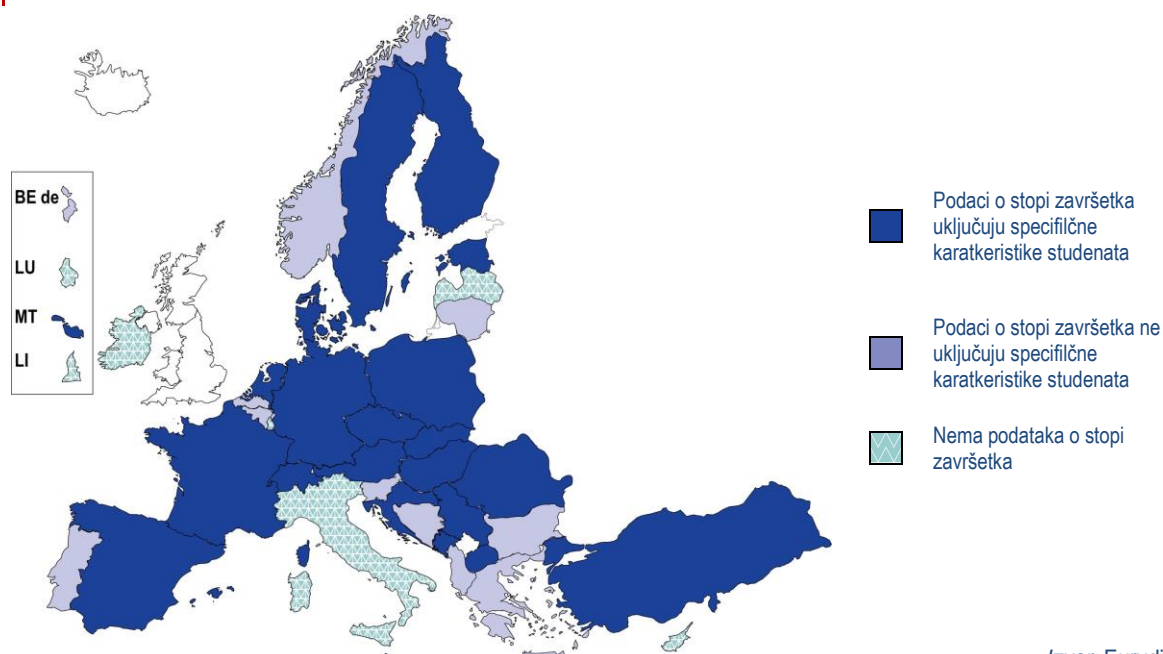 BE de
LU
MT
LI
Podaci o stopi završetka
uključuju specifilčne
karatkeristike studenata
Podaci o stopi završetka ne
uključuju specifilčne
karatkeristike studenata
Nema podataka o stopi
završetka